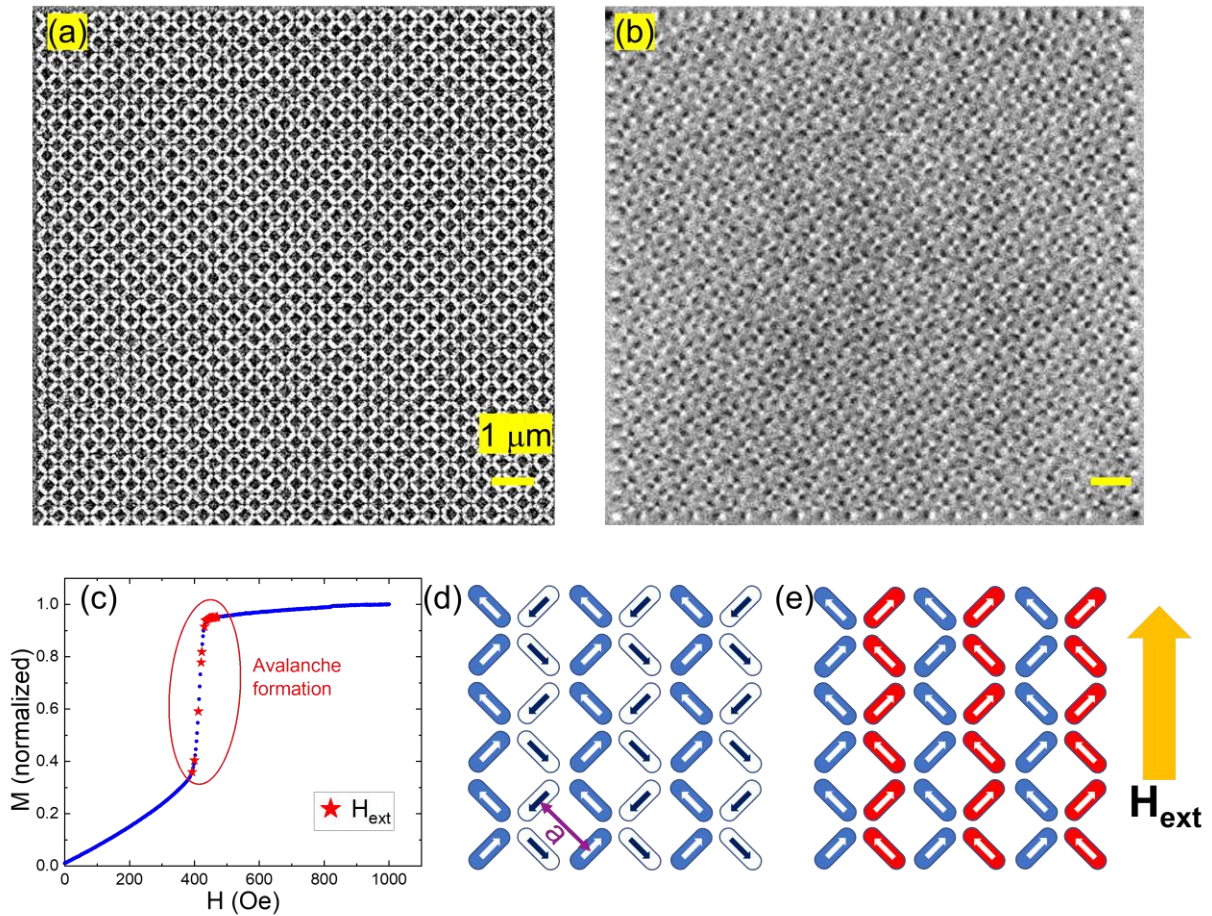 (a)
1 μm
(b)
(c)
M (normalized)
1.0
0.8
0.6
0.4
0.2
0.0
Avalanche
formation
H_ext
0
200
400
600
800
1000
H (Oe)
(d)
a
(e)
H_ext